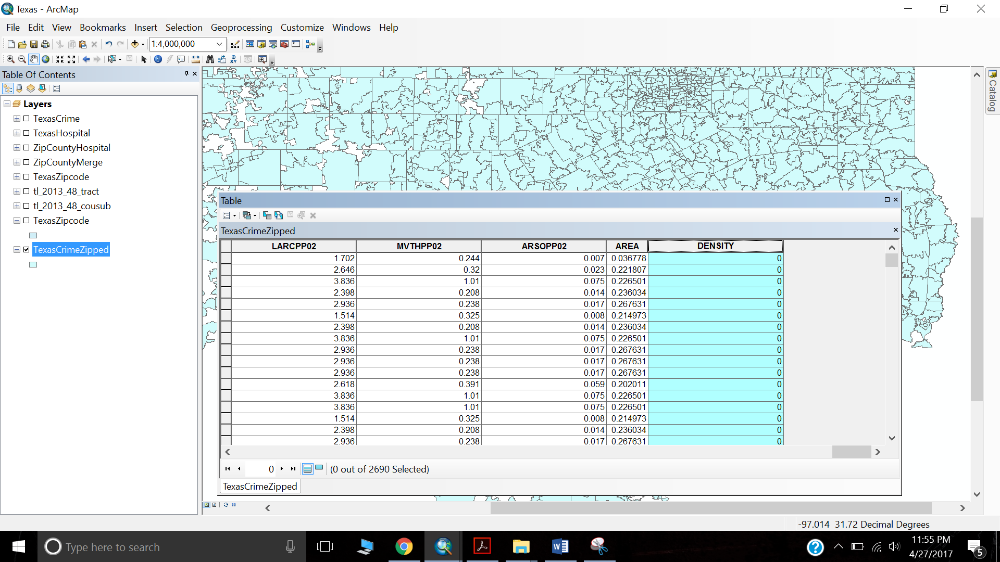 Texas - ArcMap
File Edit View Bookmarks Insert Selection Geoprocessing Customize Windows Help
1:4,000,000
Table Of Contents
Layers
TexasCrime
TexasHospital
ZipCountyHospital
ZipCountyMerge
TexasZipcode
tl_2013_48_tract
tl_2013_48_cousub
TexasZipcode
TexasCrimeZipped
Catalog
Table
TexasCrimeZipped
LARCPP02 MVTHPP02 ARSOPP02 AREA DENSITY
1.702 0.244 0.007 0.036778 0
2.646 0.32 0.023 0.221807 0
3.836 1.01 0.075 0.226501 0
2.398 0.208 0.014 0.236034 0
2.936 0.238 0.017 0.267631 0
1.514 0.325 0.008 0.214973 0
2.398 0.208 0.014 0.236034 0
3.836 1.01 0.075 0.226501 0
2.936 0.238 0.017 0.267631 0
2.936 0.238 0.017 0.267631 0
2.936 0.238 0.017 0.267631 0
2.618 0.391 0.059 0.202011 0
3.836 1.01 0.075 0.226501 0
3.836 1.01 0.075 0.226501 0
1.514 0.325 0.008 0.214973 0
2.398 0.208 0.014 0.236034 0
2.936 0.238 0.017 0.267631 0
0
(0 out of 2690 Selected)
TexasCrimeZipped
-97.014 31.72 Decimal Degrees
Type here to search
11:55 PM
4/27/2017
5